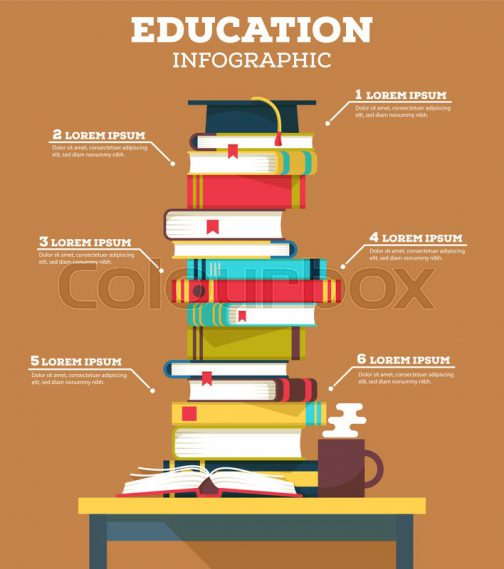 EDUCATION
INFOGRAPHIC
1 LOREM IPSUM
Dolor sit amet, consectetuer adipiscing
elit, sed diam nonummy nibh.
2 LOREM IPSUM
Dolor sit amet, consectetuer adipiscing
elit, sed diam nonummy nibh.
3 LOREM IPSUM
Dolor sit amet, consectetuer adipiscing
elit, sed diam nonummy nibh.
4 LOREM IPSUM
Dolor sit amet, consectetuer adipiscing
elit, sed diam nonummy nibh.
Colourbox
5 LOREM IPSUM
Dolor sit amet, consectetuer adipiscing
elit, sed diam nonummy nibh.
6 LOREM IPSUM
Dolor sit amet, consectetuer adipiscing
elit, sed diam nonummy nibh.